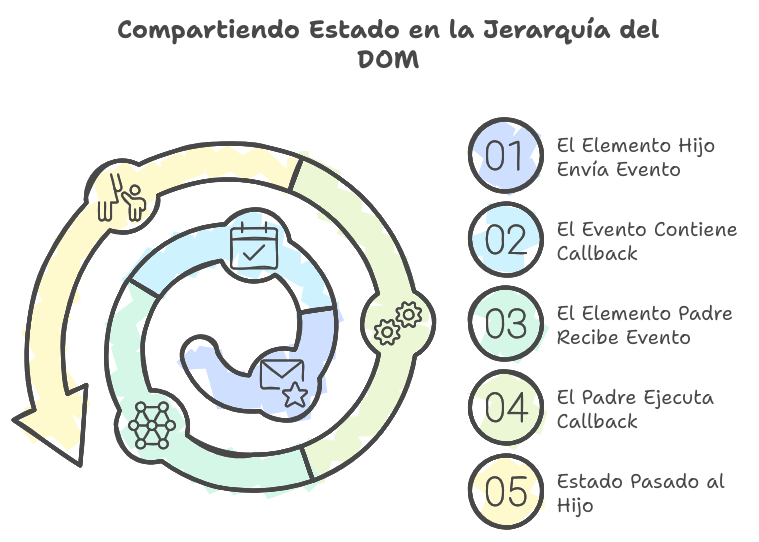 Compartiendo Estado en la Jerarquía del
DOM
01
El Elemento Hijo
Envía Evento
02
El Evento Contiene
Callback
03
El Elemento Padre
Recibe Evento
04
El Padre Ejecuta
Callback
05
Estado Pasado al
Hijo